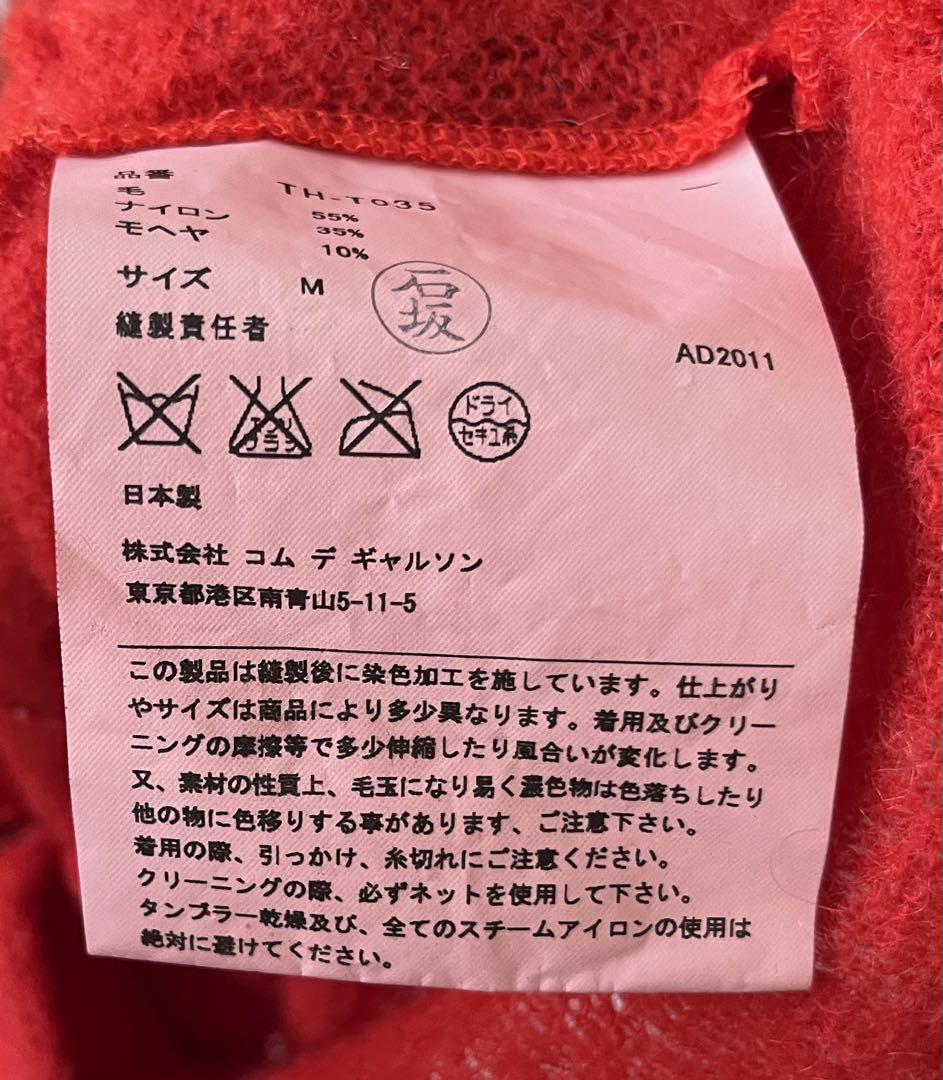 品番 TH-T035
毛 55%
ナイロン 35%
モヘヤ 10%
サイズ M
石坂
縫製責任者
AD2011
エンソ
ドライ
サラシ
セキユ系
日本製
株式会社 コム デ ギャルソン
東京都港区南青山5-11-5
この製品は縫製後に染色加工を施しています。仕上がり
やサイズは商品により多少異なります。着用及びクリー
ニングの摩擦等で多少伸縮したり風合いが変化します。
又、素材の性質上、毛玉になり易く濃色物は色落ちしたり
他の物に色移りする事があります、ご注意下さい。
着用の際、引っかけ、糸切れにご注意ください。
クリーニングの際、必ずネットを使用して下さい。
タンブラー乾燥及び、全てのスチームアイロンの使用は
絶対に避けてください。